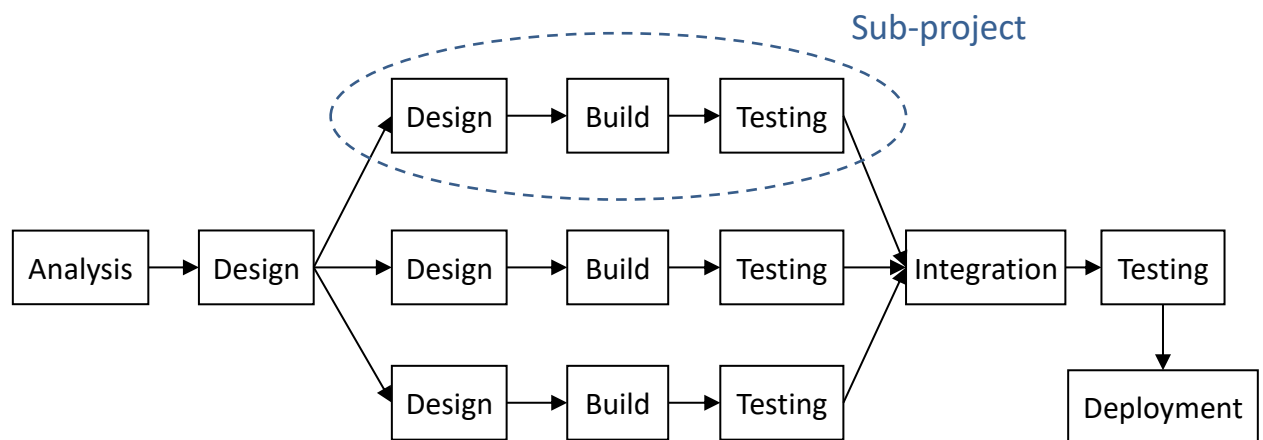 Sub-project
Design
Build
Testing
Analysis
Design
Design
Build
Testing
Integration
Testing
Design
Build
Testing
Deployment